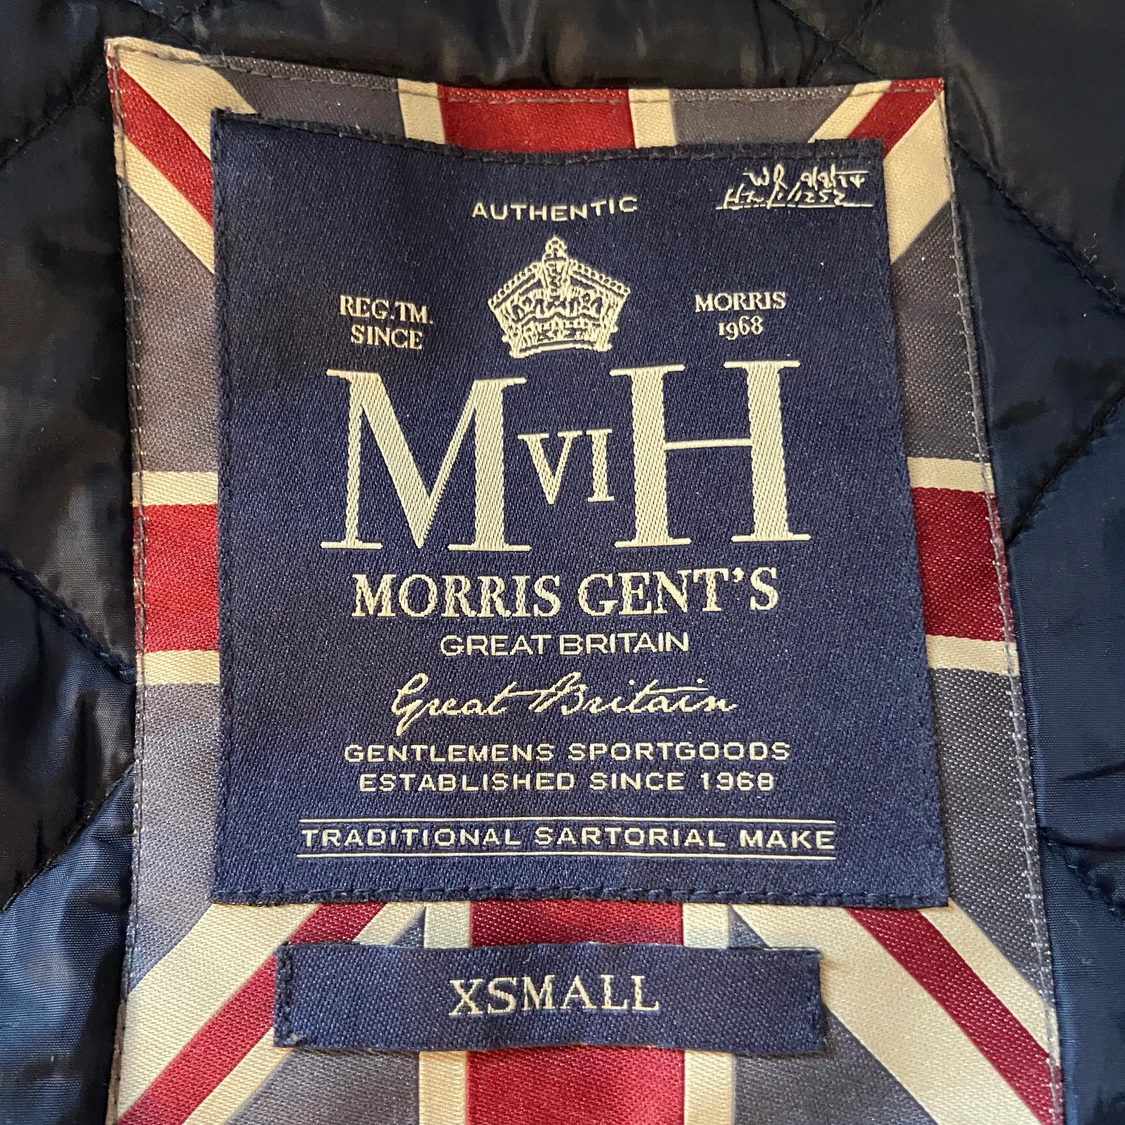 AUTHENTIC
REG.TM. SINCE
MORRIS 1968
MVIH
MORRIS GENT'S
GREAT BRITAIN
Great Britain
GENTLEMENS SPORTGOODS
ESTABLISHED SINCE 1968
TRADITIONAL SARTORIAL MAKE
XSMALL